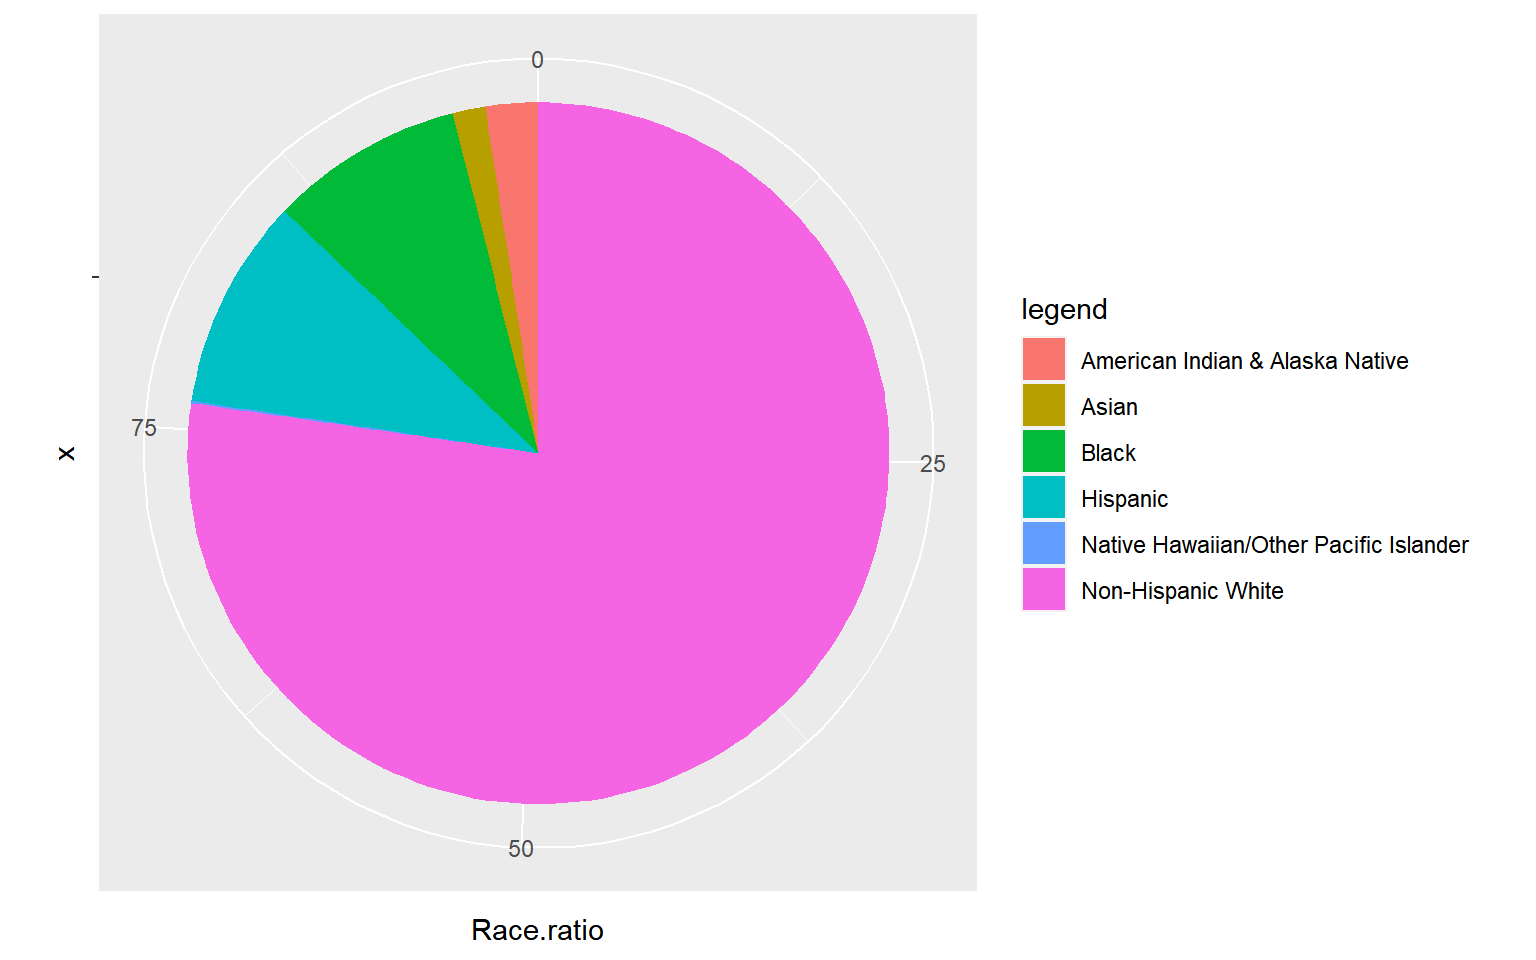 0
25
50
75
x
Race.ratio
legend
American Indian & Alaska Native
Asian
Black
Hispanic
Native Hawaiian/Other Pacific Islander
Non-Hispanic White